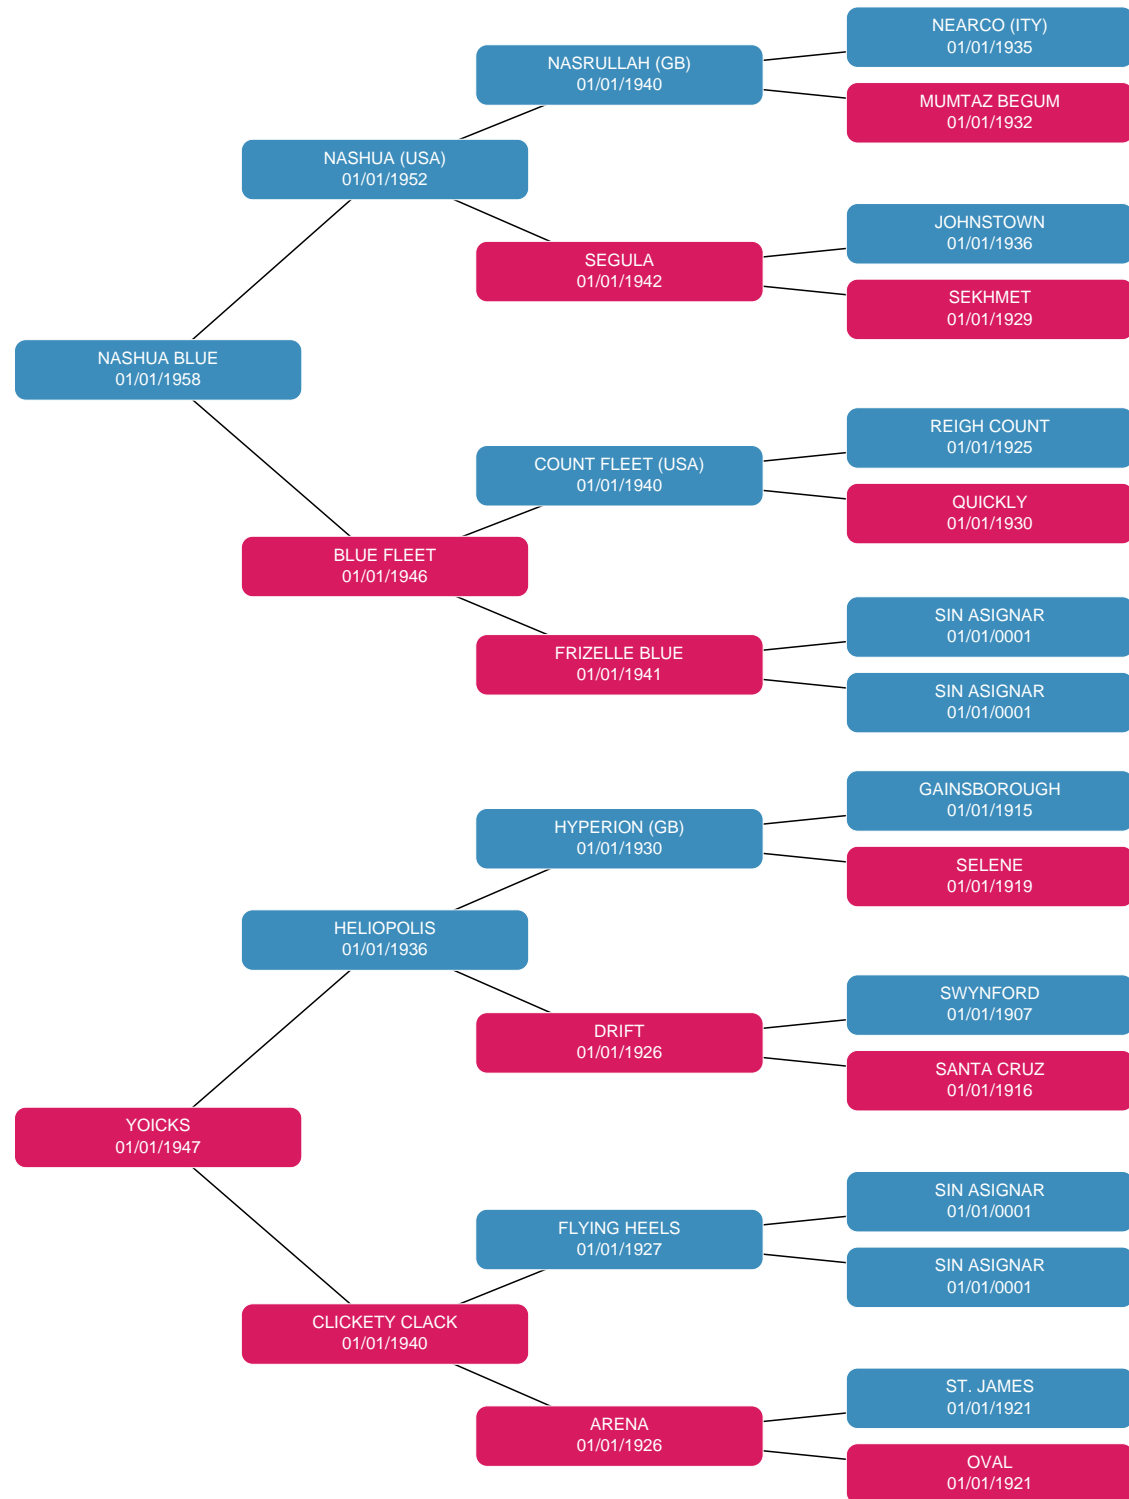 NEARCO (ITY)
01/01/1935
NASRULLAH (GB)
01/01/1940
MUMTAZ BEGUM
01/01/1932
NASHUA (USA)
01/01/1952
JOHNSTOWN
01/01/1936
SEGULA
01/01/1942
SEKHMET
01/01/1929
NASHUA BLUE
01/01/1958
REIGH COUNT
01/01/1925
COUNT FLEET (USA)
01/01/1940
QUICKLY
01/01/1930
BLUE FLEET
01/01/1946
SIN ASIGNAR
01/01/0001
FRIZELLE BLUE
01/01/1941
SIN ASIGNAR
01/01/0001
GAINSBOROUGH
01/01/1915
HYPERION (GB)
01/01/1930
SELENE
01/01/1919
HELIOPOLIS
01/01/1936
SWYNFORD
01/01/1907
DRIFT
01/01/1926
SANTA CRUZ
01/01/1916
YOICKS
01/01/1947
SIN ASIGNAR
01/01/0001
FLYING HEELS
01/01/1927
SIN ASIGNAR
01/01/0001
CLICKETY CLACK
01/01/1940
ST. JAMES
01/01/1921
ARENA
01/01/1926
OVAL
01/01/1921